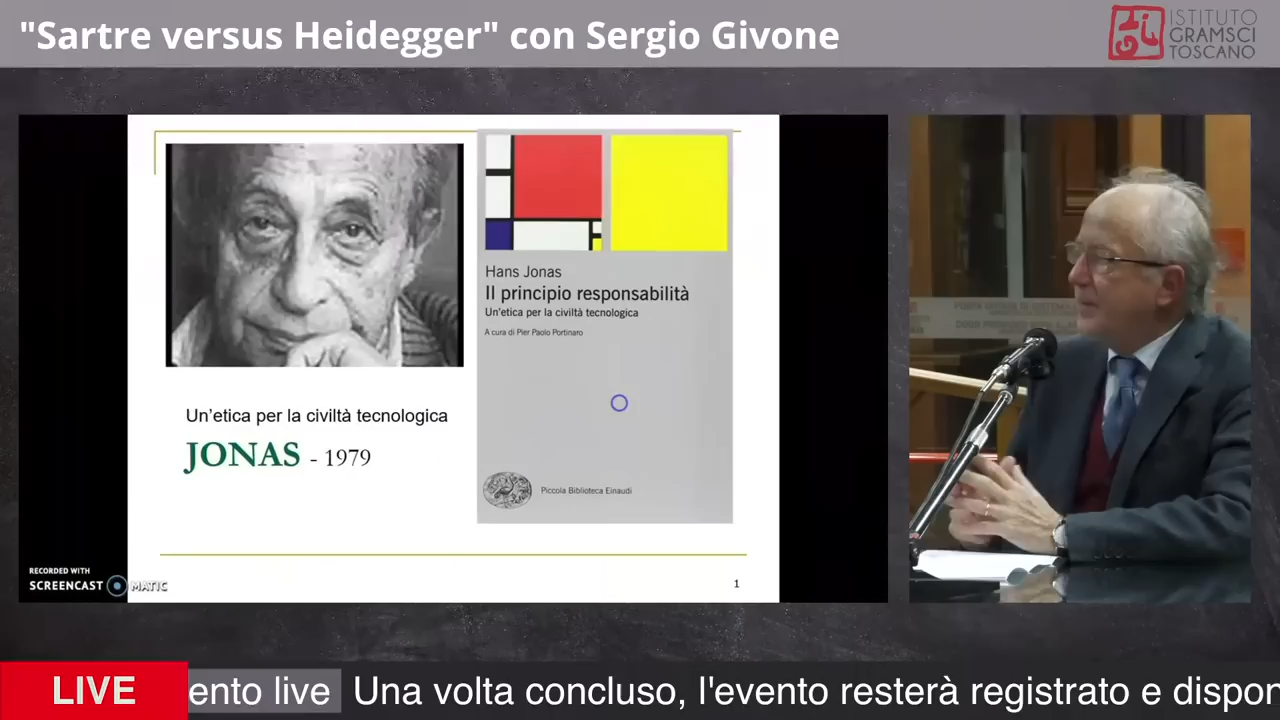 "Sartre versus Heidegger" con Sergio Givone
ISTITUTO
GRAMSCI
TOSCANO
Hans Jonas
Il principio responsabilità
Un'etica per la civiltà tecnologica
A cura di Pier Paolo Portinaro
Piccola Biblioteca Einaudi
Un'etica per la civiltà tecnologica
JONAS - 1979
RECORDED WITH
SCREENCAST MATIC
1
LIVE
ento live Una volta concluso, l'evento resterà registrato e dispon